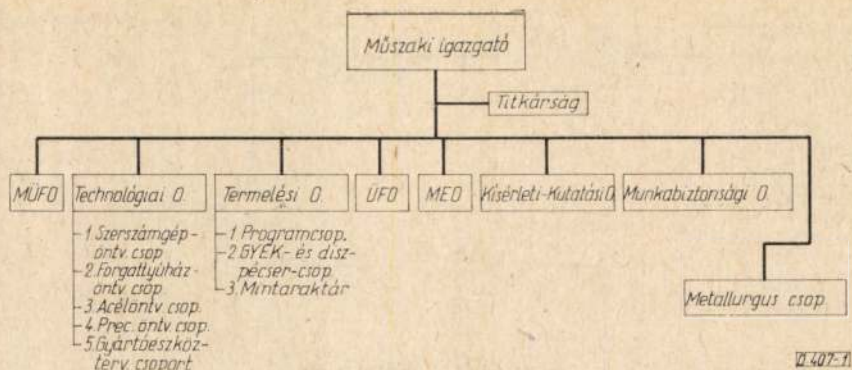 Műszaki igazgató
Titkárság
MÜFO
Technológiai O.
Termelési O.
ÜFO
MEO
Kísérleti-Kutatási O.
Munkabiztonsági O.
1. Szerszámgép-
öntv. csop
2. Forgattyúház-
öntv csop
3. Acélöntv. csop.
4. Prec. öntv. csop.
5. Gyártóeszköz-
terv. csoport
1. Programcsop.
2. GYEK- és disz-
pécser-csop.
3. Mintaraktár
Metallurgus csop.
0.407-1